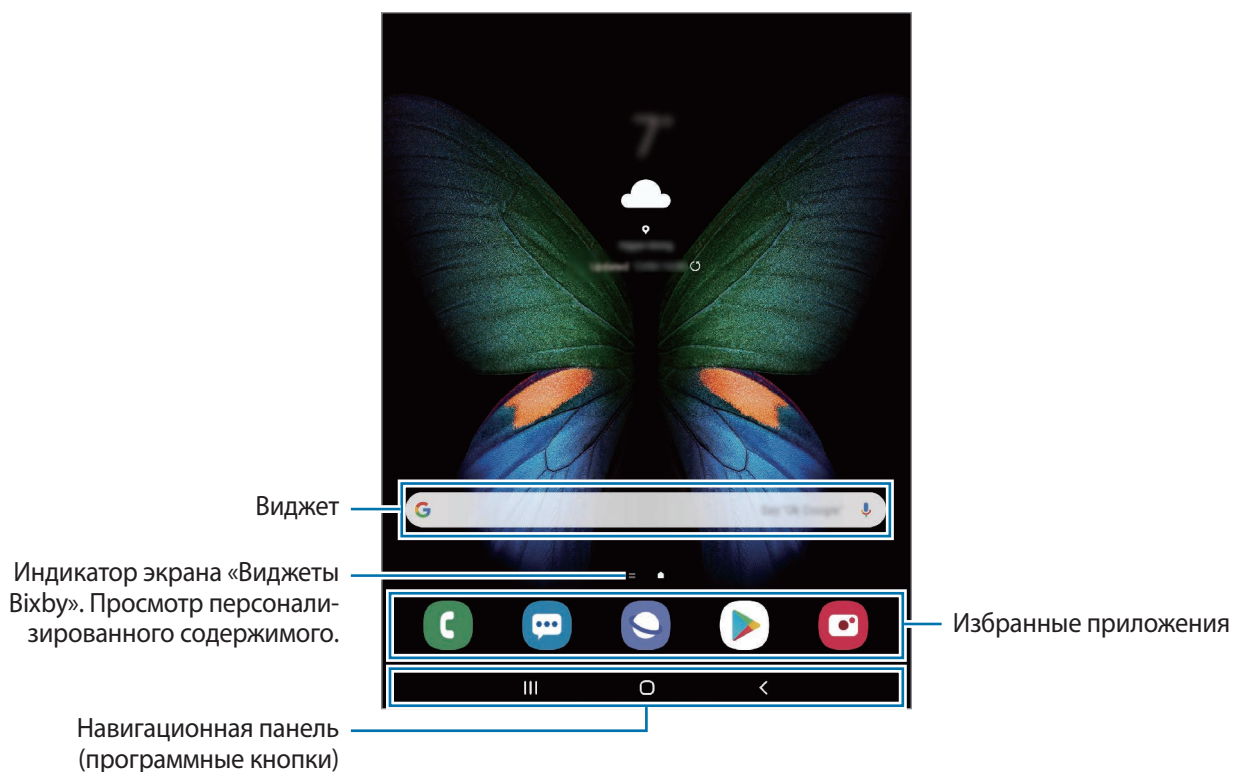 Виджет
Индикатор экрана «Виджеты
Bixby». Просмотр персонали-
зированного содержимого.
Избранные приложения
Навигационная панель
(программные кнопки)